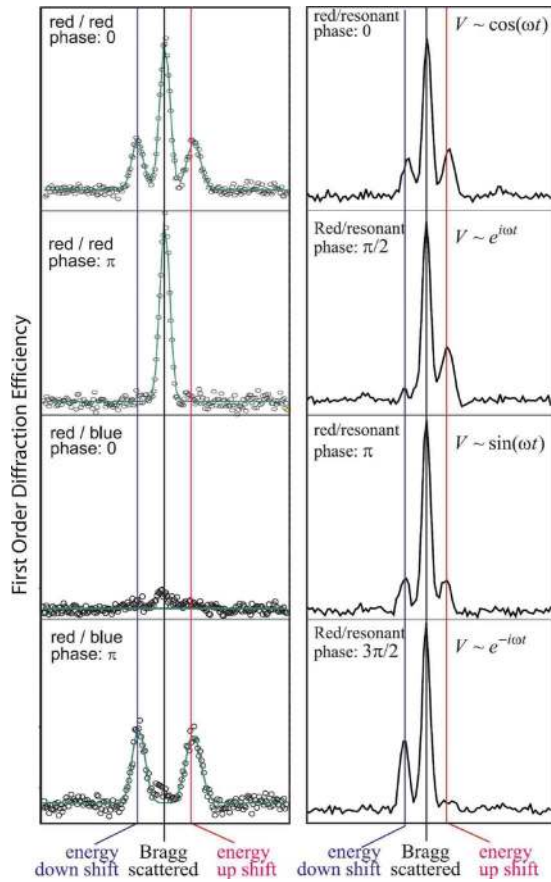 First Order Diffraction Efficiency
red / red
phase: 0
red / red
phase: π
red / blue
phase: 0
red / blue
phase: π
red/resonant
phase: 0
V ~ cos(ωt)
Red/resonant
phase: π/2
V ~ e^{iωt}
red/resonant
phase: π
V ~ sin(ωt)
Red/resonant
phase: 3π/2
V ~ e^{-iωt}
energy
down shift
Bragg
scattered
energy
up shift
energy
down shift
Bragg
scattered
energy
up shift